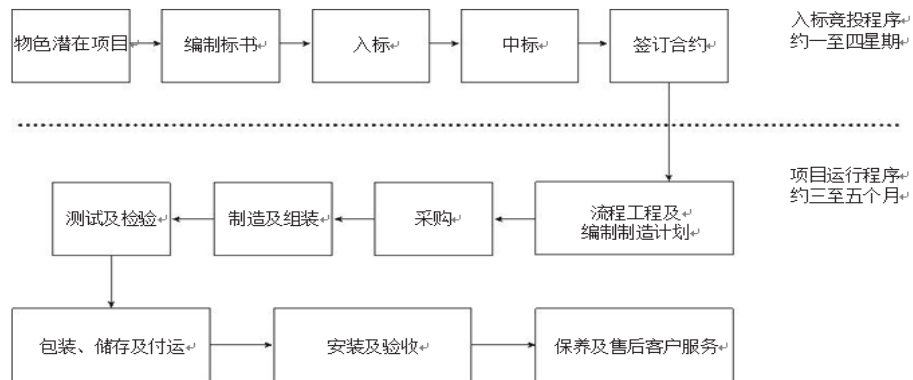 物色潜在项目
编制标书
入标
中标
签订合约
入标竞投程序
约一至四星期
项目运行程序
约三至五个月
测试及检验
制造及组装
采购
流程工程及
编制制造计划
包装、储存及付运
安装及验收
保养及售后客户服务